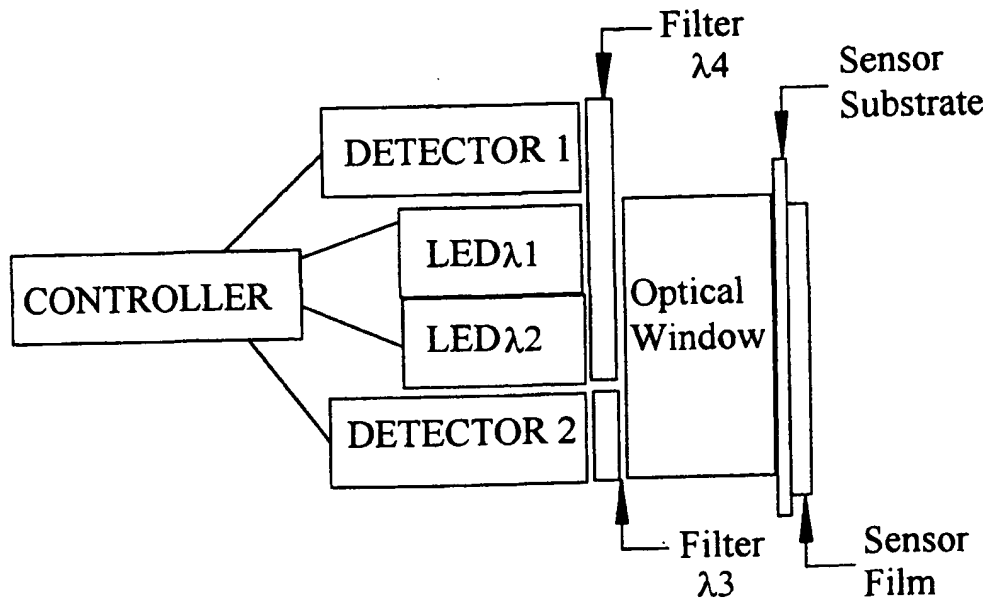 Filter
λ4
Sensor
Substrate
DETECTOR 1
LEDλ1
CONTROLLER
Optical
Window
LEDλ2
DETECTOR 2
Filter
λ3
Sensor
Film